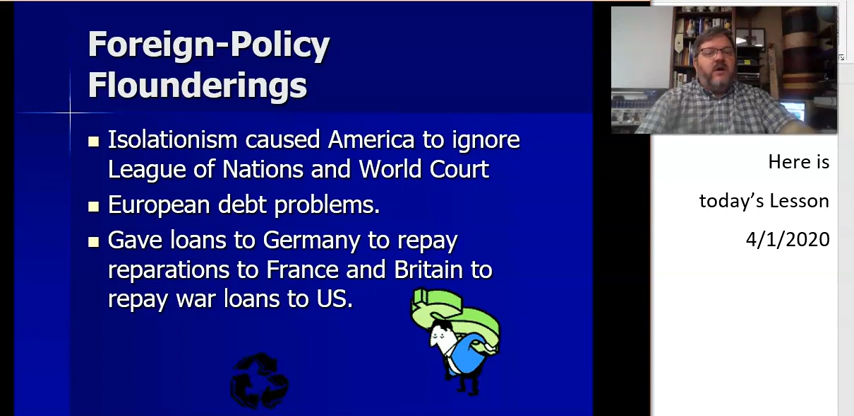 Foreign-Policy
Flounderings
■ Isolationism caused America to ignore
League of Nations and World Court
■ European debt problems.
■ Gave loans to Germany to repay
reparations to France and Britain to
repay war loans to US.
Here is
today's Lesson
4/1/2020